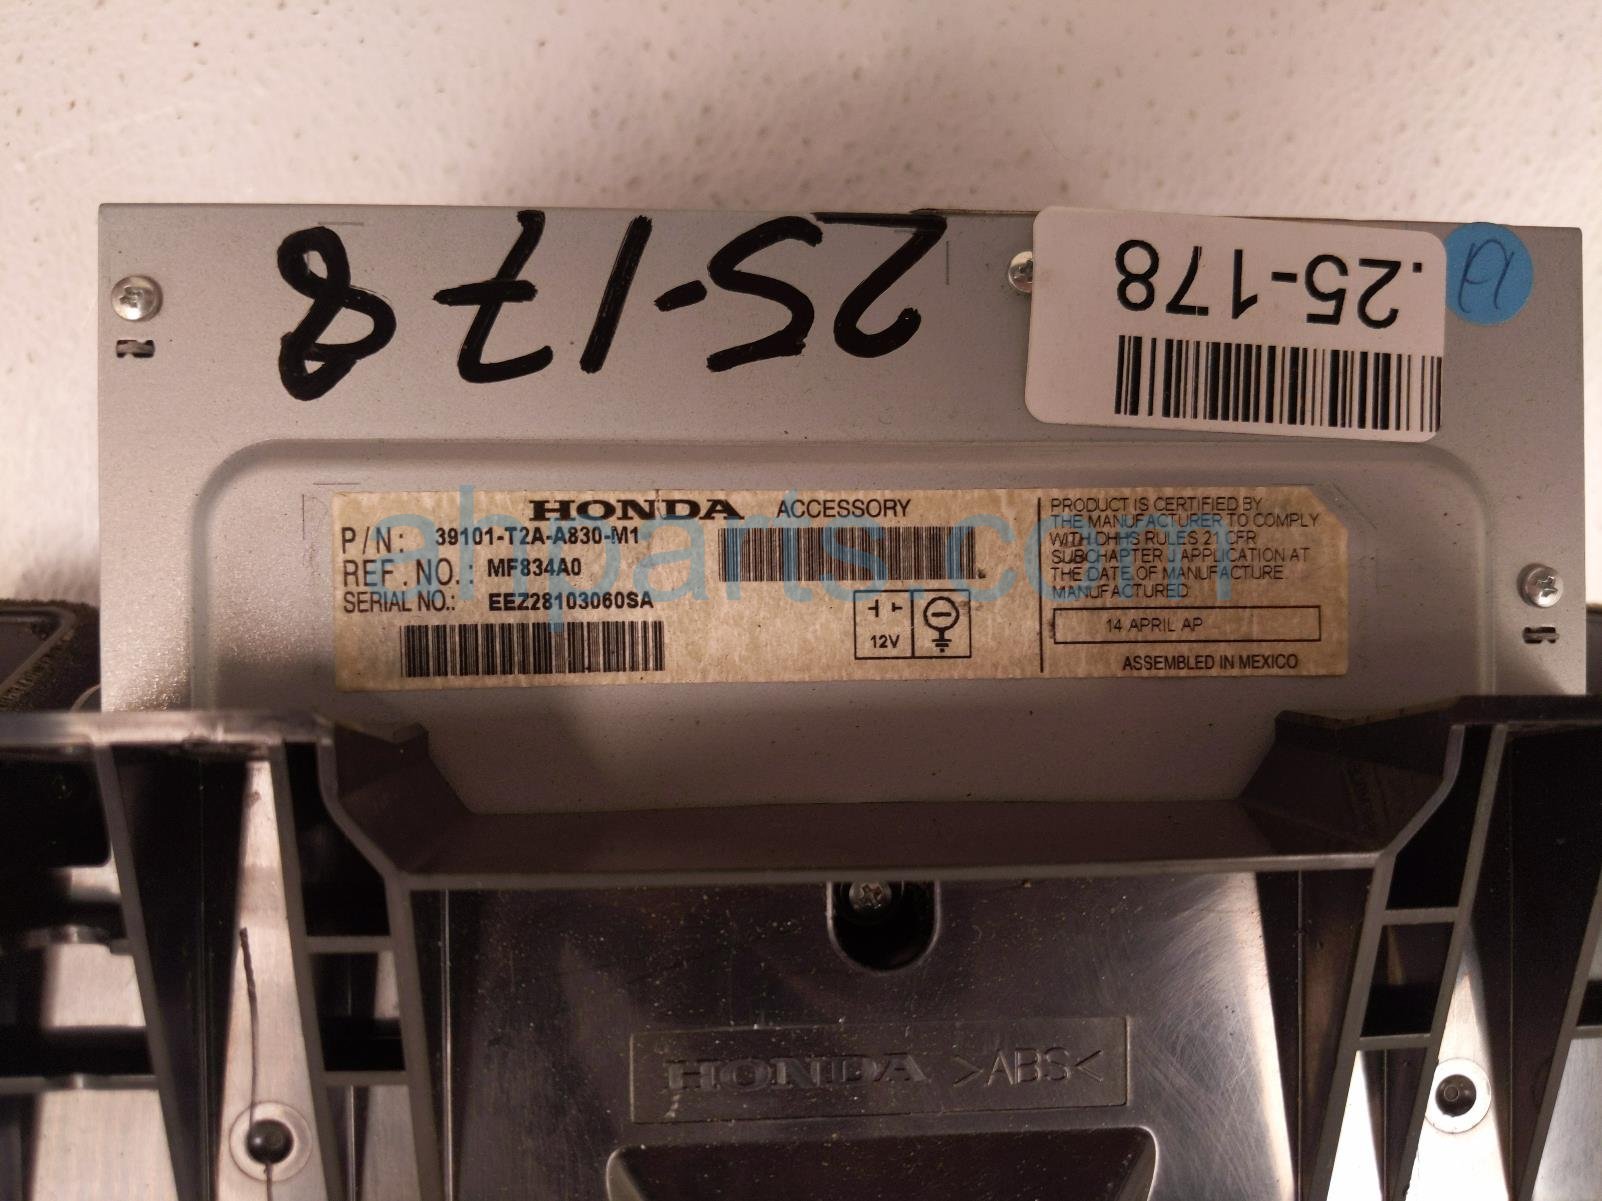 25-178
.25-178
HONDA ACCESSORY
P/N: 39101-T2A-A830-M1
REF.NO.: MF834A0
SERIAL NO.: EEZ28103060SA
12V
PRODUCT IS CERTIFIED BY
THE MANUFACTURER TO COMPLY
WITH DHHS RULES 21 CFR
SUBCHAPTER J APPLICATION AT
THE DATE OF MANUFACTURE
MANUFACTURED
14 APRIL AP
ASSEMBLED IN MEXICO
ahparts.com
HONDA >ABS<